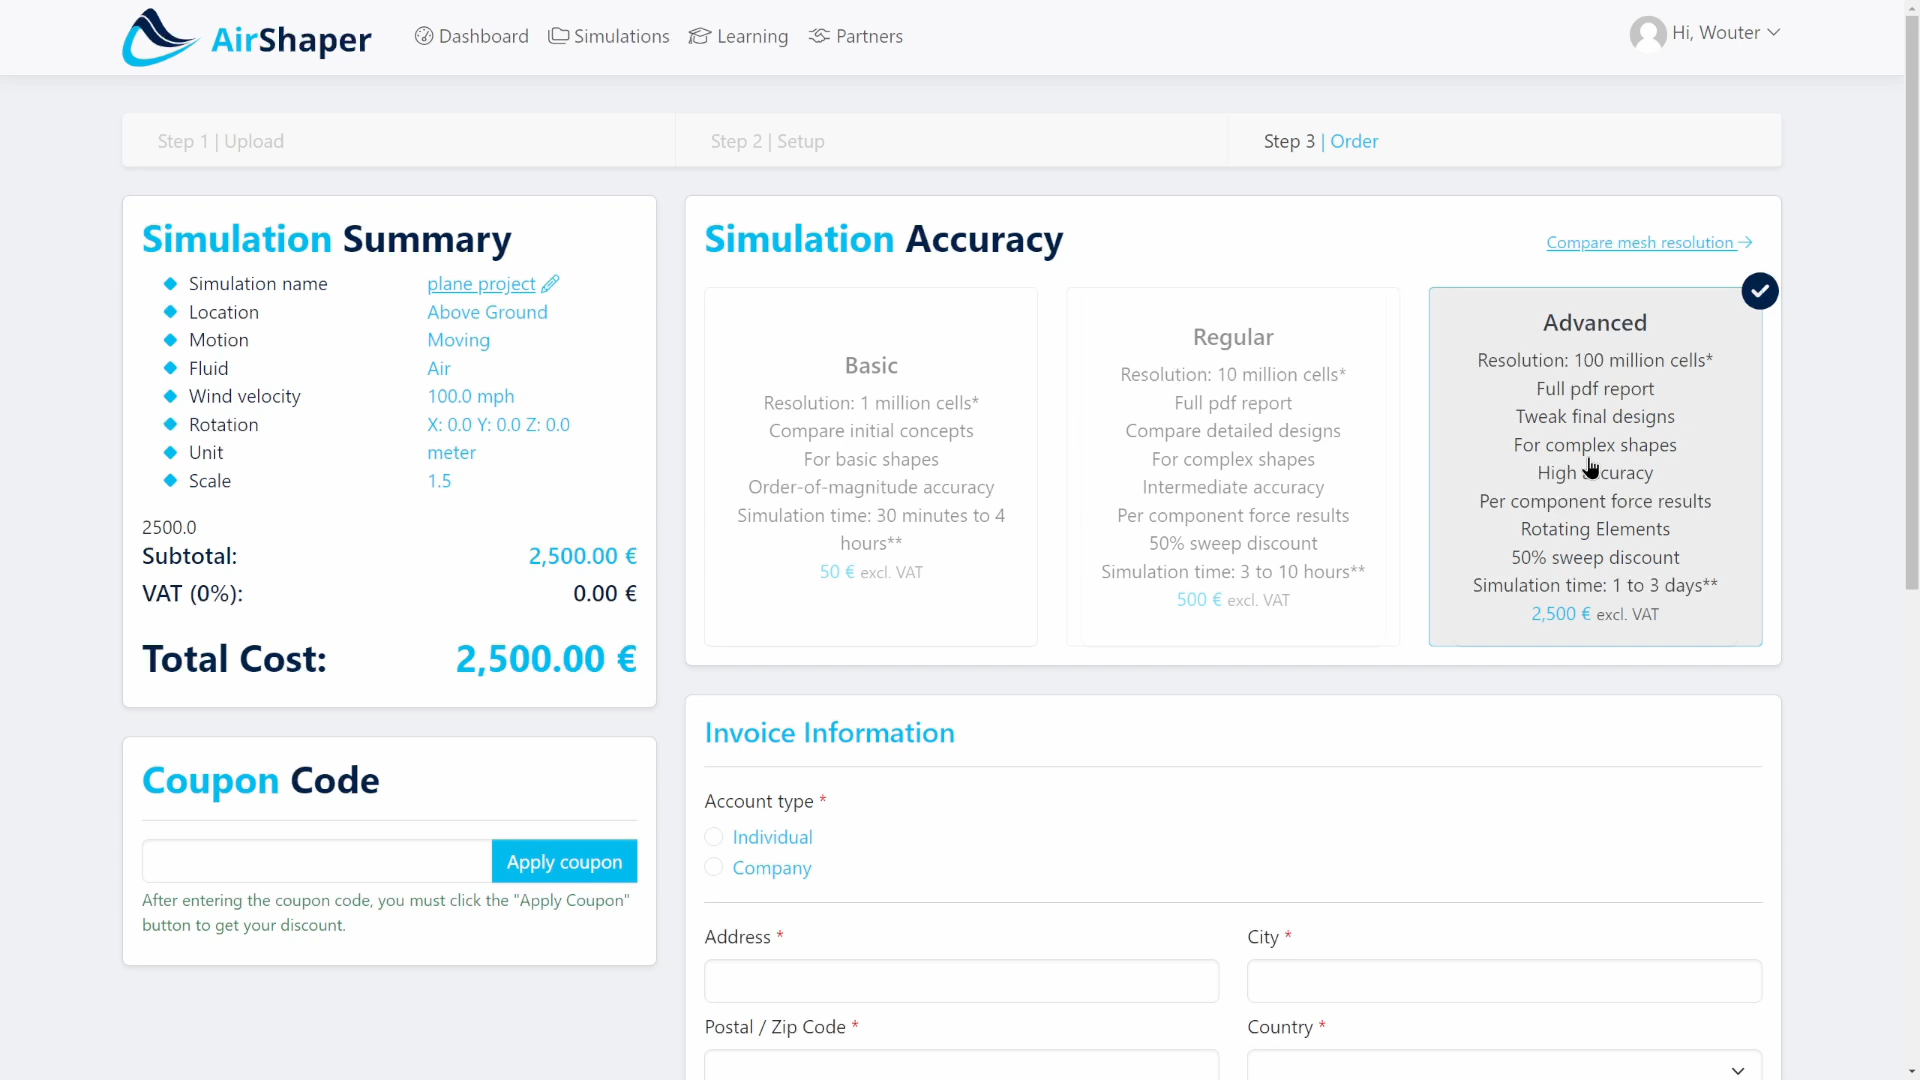 AirShaper
Dashboard
Simulations
Learning
Partners
Hi, Wouter
Step 1 | Upload
Step 2 | Setup
Step 3 | Order
Simulation Summary
Simulation name plane project
Location Above Ground
Motion Moving
Fluid Air
Wind velocity 100.0 mph
Rotation X: 0.0 Y: 0.0 Z: 0.0
Unit meter
Scale 1.5
2500.0
Subtotal: 2,500.00 €
VAT (0%): 0.00 €
Total Cost: 2,500.00 €
Coupon Code
Apply coupon
After entering the coupon code, you must click the "Apply Coupon"
button to get your discount.
Simulation Accuracy
Compare mesh resolution
Basic
Resolution: 1 million cells*
Compare initial concepts
For basic shapes
Order-of-magnitude accuracy
Simulation time: 30 minutes to 4
hours**
50 € excl. VAT
Regular
Resolution: 10 million cells*
Full pdf report
Compare detailed designs
For complex shapes
Intermediate accuracy
Per component force results
50% sweep discount
Simulation time: 3 to 10 hours**
500 € excl. VAT
Advanced
Resolution: 100 million cells*
Full pdf report
Tweak final designs
For complex shapes
High accuracy
Per component force results
Rotating Elements
50% sweep discount
Simulation time: 1 to 3 days**
2,500 € excl. VAT
Invoice Information
Account type *
Individual
Company
Address *
City *
Postal / Zip Code *
Country *